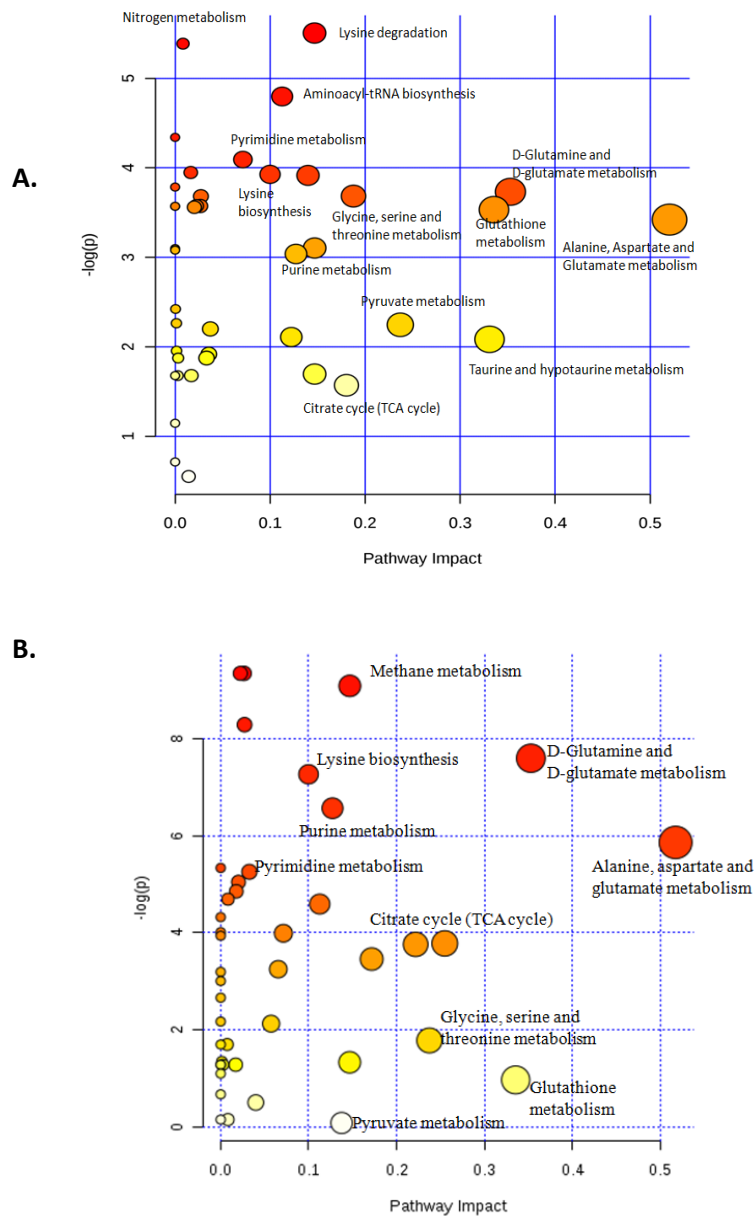 A.
Nitrogen metabolism
Lysine degradation
5
Aminoacyl-tRNA biosynthesis
Pyrimidine metabolism
4
D-Glutamine and
D-glutamate metabolism
Lysine
biosynthesis
Glycine, serine and
threonine metabolism
Glutathione
metabolism
Alanine, Aspartate and
Glutamate metabolism
3
Purine metabolism
Pyruvate metabolism
2
Taurine and hypotaurine metabolism
Citrate cycle (TCA cycle)
1
-log(p)
0.0 0.1 0.2 0.3 0.4 0.5
Pathway Impact
B.
Methane metabolism
8
D-Glutamine and
D-glutamate metabolism
Lysine biosynthesis
Purine metabolism
6
Pyrimidine metabolism
Alanine, aspartate and
glutamate metabolism
4
Citrate cycle (TCA cycle)
2
Glycine, serine and
threonine metabolism
Glutathione
metabolism
0
Pyruvate metabolism
-log(p)
0.0 0.1 0.2 0.3 0.4 0.5
Pathway Impact